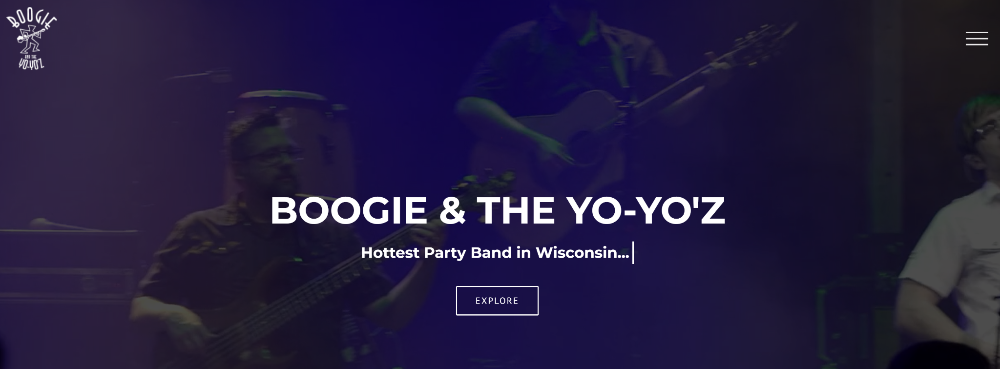 BOOGIE
AND THE
YO-YO'Z
BOOGIE & THE YO-YO'Z
Hottest Party Band in Wisconsin...
EXPLORE